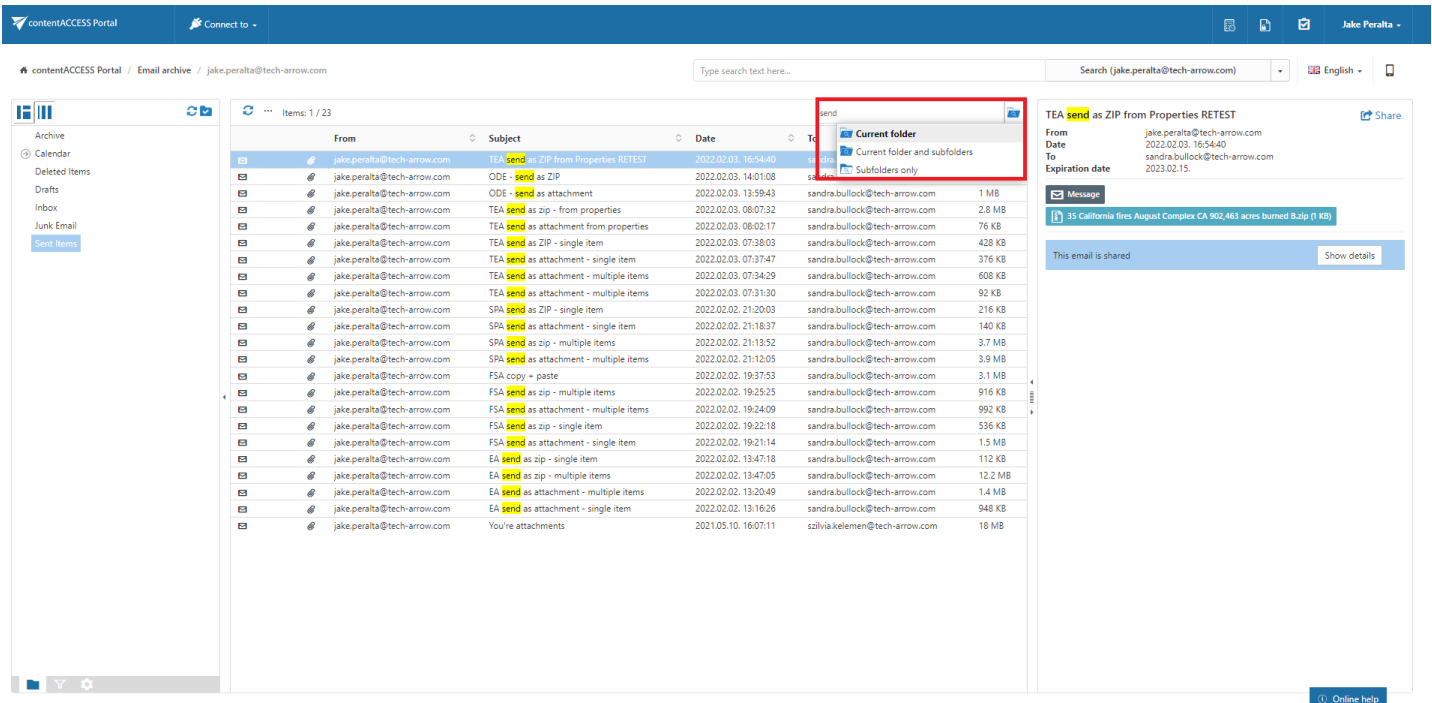 contentACCESS Portal Connect to Jake Peralta
contentACCESS Portal / Email archive / jake.peralta@tech-arrow.com Type search text here... Search (jake.peralta@tech-arrow.com) English
Archive
Calendar
Deleted Items
Drafts
Inbox
Junk Email
Sent Items
Items: 1 / 23 send
Current folder
Current folder and subfolders
Subfolders only
From Subject Date To
jake.peralta@tech-arrow.com TEA send as ZIP from Properties RETEST 2022.02.03. 16:54:40
jake.peralta@tech-arrow.com ODE - send as ZIP 2022.02.03. 14:01:08
jake.peralta@tech-arrow.com ODE - send as attachment 2022.02.03. 13:59:43 sandra.bullock@tech-arrow.com 1 MB
jake.peralta@tech-arrow.com TEA send as zip - from properties 2022.02.03. 08:07:32 sandra.bullock@tech-arrow.com 2.8 MB
jake.peralta@tech-arrow.com TEA send as attachment from properties 2022.02.03. 08:02:17 sandra.bullock@tech-arrow.com 76 KB
jake.peralta@tech-arrow.com TEA send as ZIP - single item 2022.02.03. 07:38:03 sandra.bullock@tech-arrow.com 428 KB
jake.peralta@tech-arrow.com TEA send as attachment - single item 2022.02.03. 07:37:47 sandra.bullock@tech-arrow.com 376 KB
jake.peralta@tech-arrow.com TEA send as attachment - multiple items 2022.02.03. 07:34:29 sandra.bullock@tech-arrow.com 608 KB
jake.peralta@tech-arrow.com TEA send as attachment - multiple items 2022.02.03. 07:31:30 sandra.bullock@tech-arrow.com 92 KB
jake.peralta@tech-arrow.com SPA send as ZIP - single item 2022.02.02. 21:20:03 sandra.bullock@tech-arrow.com 216 KB
jake.peralta@tech-arrow.com SPA send as attachment - single item 2022.02.02. 21:18:37 sandra.bullock@tech-arrow.com 140 KB
jake.peralta@tech-arrow.com SPA send as zip - multiple items 2022.02.02. 21:13:52 sandra.bullock@tech-arrow.com 3.7 MB
jake.peralta@tech-arrow.com SPA send as attachment - multiple items 2022.02.02. 21:12:05 sandra.bullock@tech-arrow.com 3.9 MB
jake.peralta@tech-arrow.com FSA copy + paste 2022.02.02. 19:37:53 sandra.bullock@tech-arrow.com 3.1 MB
jake.peralta@tech-arrow.com FSA send as zip - multiple items 2022.02.02. 19:25:25 sandra.bullock@tech-arrow.com 916 KB
jake.peralta@tech-arrow.com FSA send as attachment - multiple items 2022.02.02. 19:24:09 sandra.bullock@tech-arrow.com 992 KB
jake.peralta@tech-arrow.com FSA send as zip - single item 2022.02.02. 19:22:18 sandra.bullock@tech-arrow.com 536 KB
jake.peralta@tech-arrow.com FSA send as attachment - single item 2022.02.02. 19:21:14 sandra.bullock@tech-arrow.com 1.5 MB
jake.peralta@tech-arrow.com EA send as zip - single item 2022.02.02. 13:47:18 sandra.bullock@tech-arrow.com 112 KB
jake.peralta@tech-arrow.com EA send as zip - multiple items 2022.02.02. 13:47:05 sandra.bullock@tech-arrow.com 12.2 MB
jake.peralta@tech-arrow.com EA send as attachment - multiple items 2022.02.02. 13:20:49 sandra.bullock@tech-arrow.com 1.4 MB
jake.peralta@tech-arrow.com EA send as attachment - single item 2022.02.02. 13:16:26 sandra.bullock@tech-arrow.com 948 KB
jake.peralta@tech-arrow.com You're attachments 2021.05.10. 16:07:11 szilvia.kelemen@tech-arrow.com 18 MB
TEA send as ZIP from Properties RETEST Share
From jake.peralta@tech-arrow.com
Date 2022.02.03. 16:54:40
To sandra.bullock@tech-arrow.com
Expiration date 2023.02.15.
Message
35 California fires August Complex CA 902,463 acres burned B.zip (1 KB)
This email is shared Show details
Online help